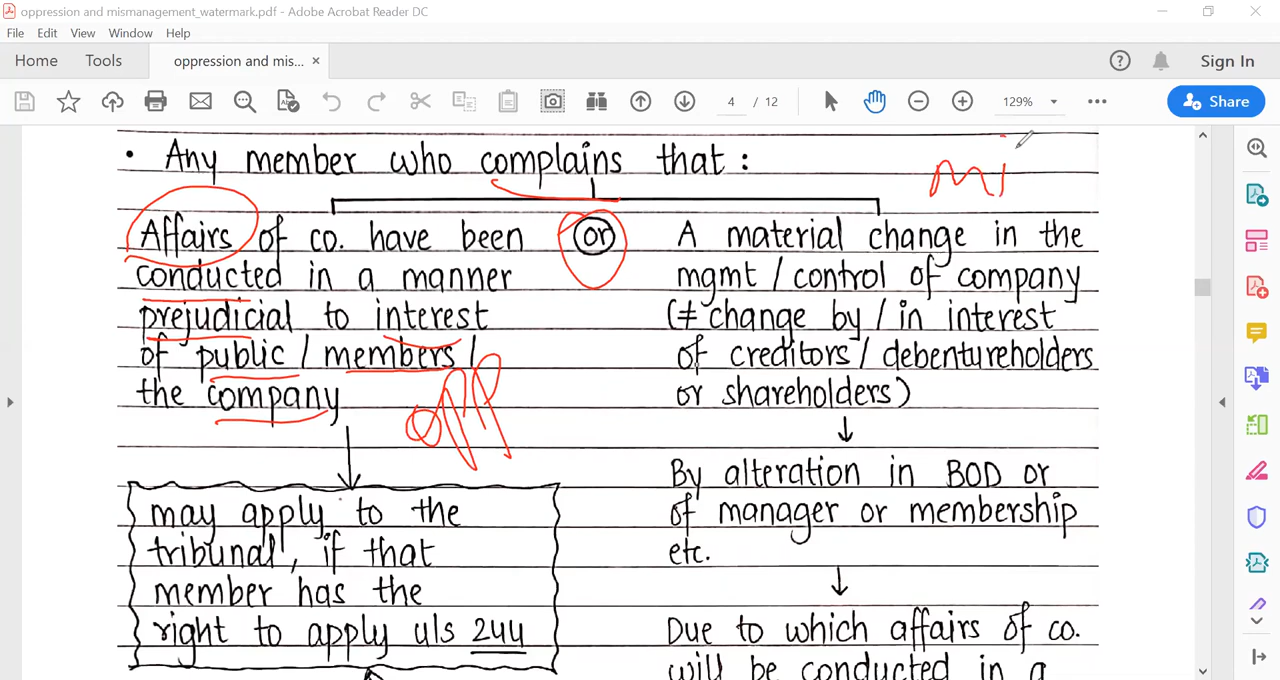 oppression and mismanagement_watermark.pdf - Adobe Acrobat Reader DC
File Edit View Window Help
Home Tools oppression and mis... × Sign In
4 / 12 129% Share
• Any member who complains that :
mi
Affairs of co. have been
conducted in a manner
prejudicial to interest
of public / members /
the company
opp
or
A material change in the
mgmt / control of company
(≠ change by / in interest
of creditors / debentureholders
or shareholders)
may apply to the
tribunal, if that
member has the
right to apply u/s 244
By alteration in BOD or
of manager or membership
etc.
Due to which affairs of co.
will be conducted in a